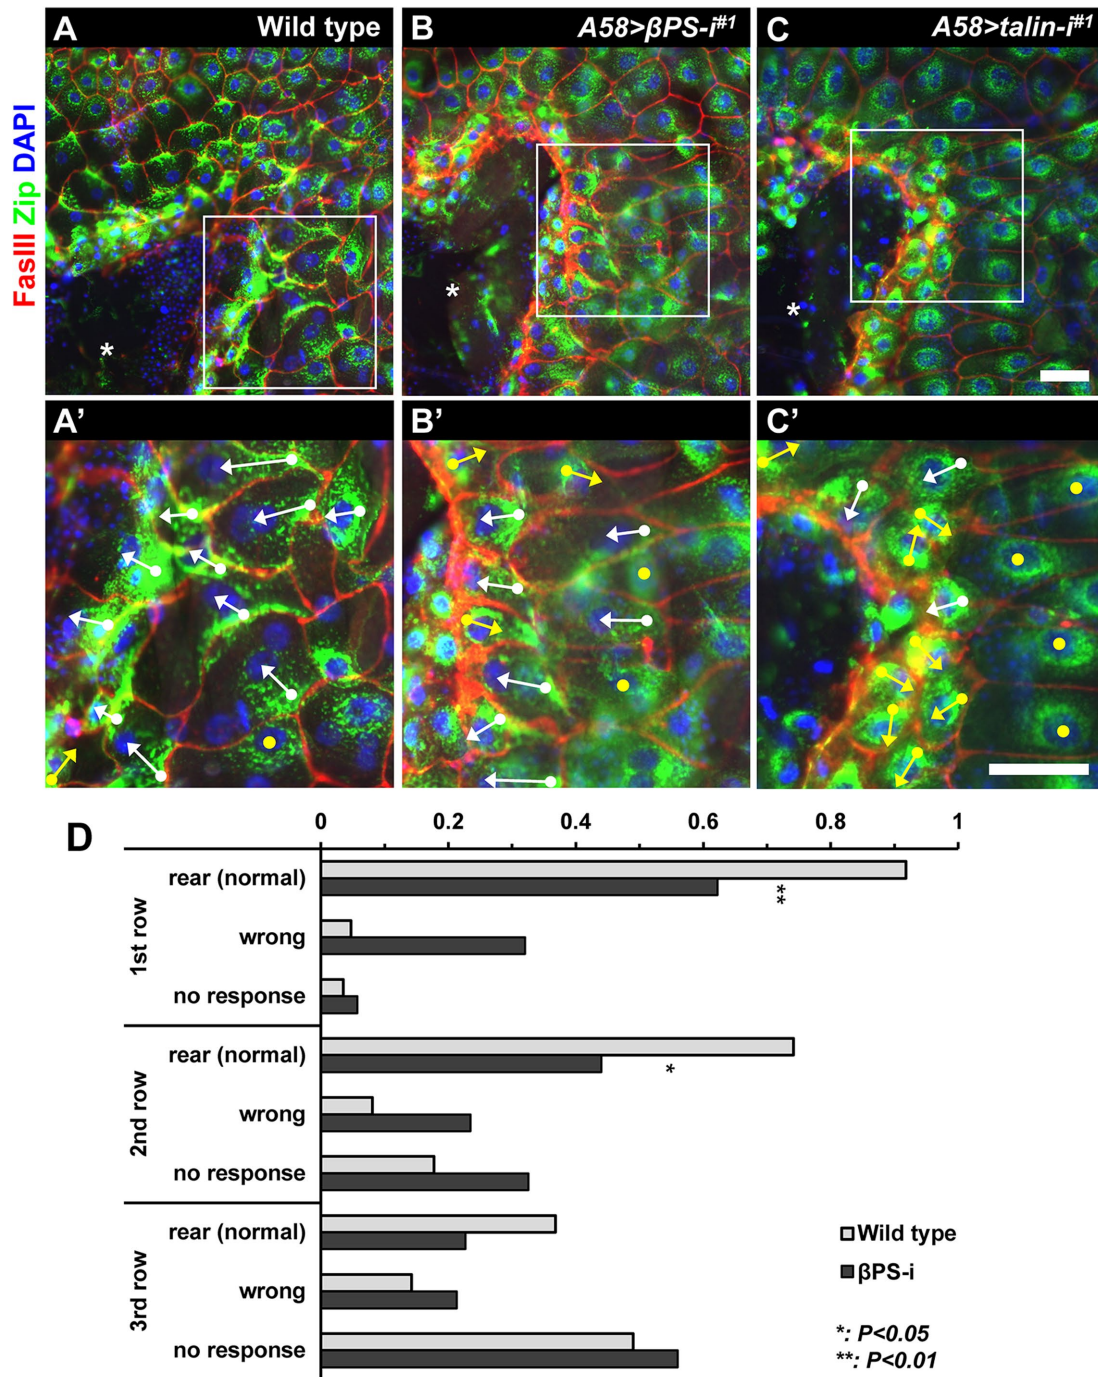 A Wild type
B A58>βPS-i#1
C A58>talin-i#1
FasIII Zip DAPI
*
*
*
A’
B’
C’
D
0 0.2 0.4 0.6 0.8 1
1st row
rear (normal)
**
wrong
no response
2nd row
rear (normal)
*
wrong
no response
3rd row
rear (normal)
wrong
no response
Wild type
βPS-i
*: P<0.05
**: P<0.01